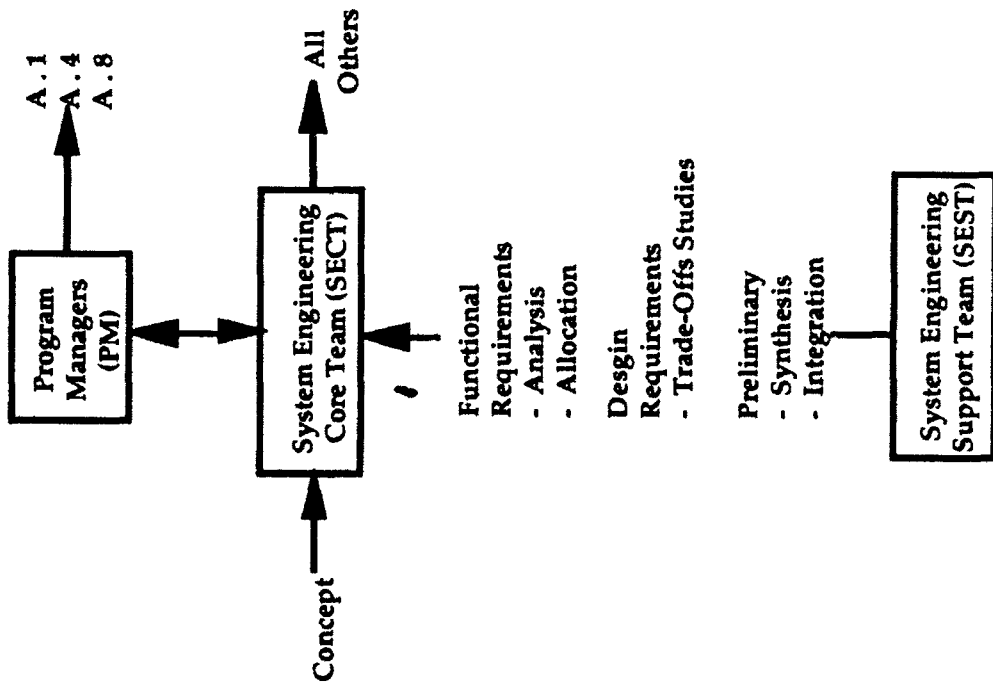 A.1
A.4
A.8
Program
Managers
(PM)
Concept
System Engineering
Core Team (SECT)
All
Others
Functional
Requirements
- Analysis
- Allocation
Desgin
Requirements
- Trade-Offs Studies
Preliminary
- Synthesis
- Integration
System Engineering
Support Team (SEST)